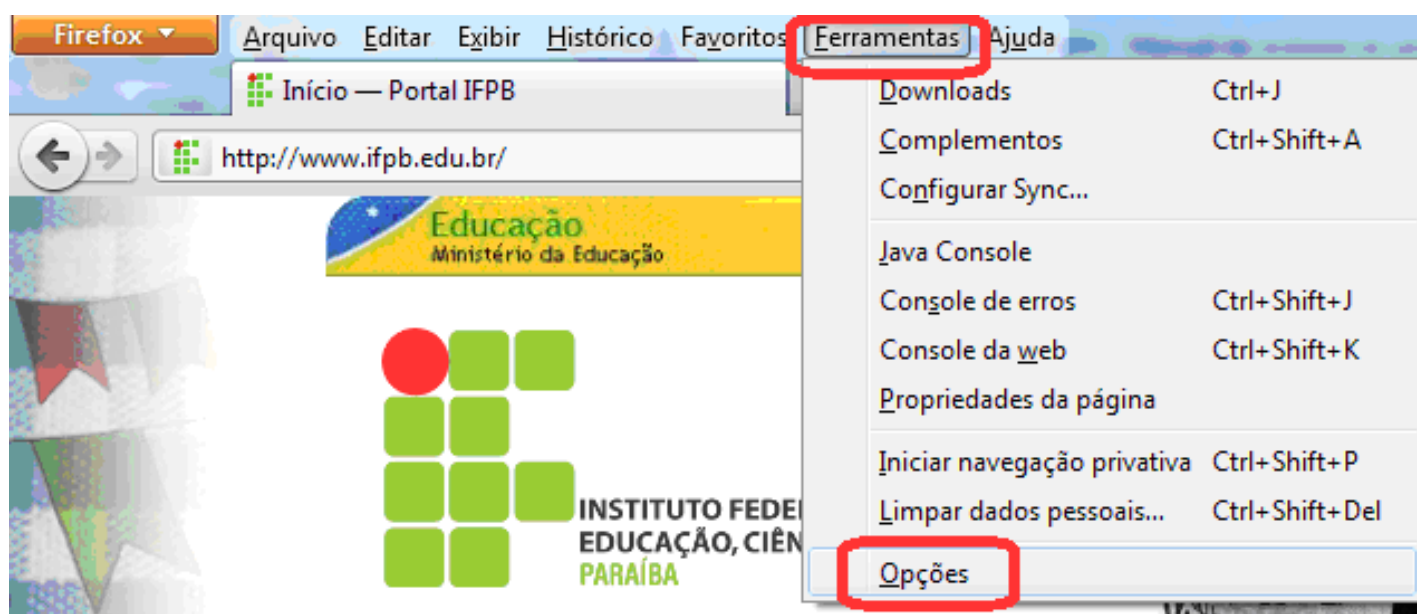 Firefox Arquivo Editar Exibir Histórico Favoritos Ferramentas Ajuda
Início — Portal IFPB
http://www.ifpb.edu.br/
Educação
Ministério da Educação
INSTITUTO FEDE
EDUCAÇÃO, CIÊN
PARAÍBA
Downloads Ctrl+J
Complementos Ctrl+Shift+A
Configurar Sync...
Java Console
Console de erros Ctrl+Shift+J
Console da web Ctrl+Shift+K
Propriedades da página
Iniciar navegação privativa Ctrl+Shift+P
Limpar dados pessoais... Ctrl+Shift+Del
Opções